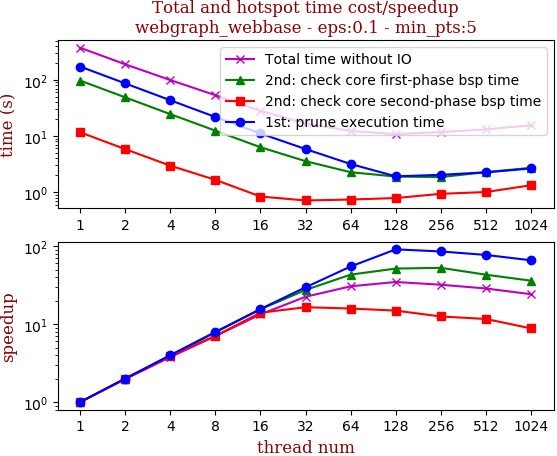 Total and hotspot time cost/speedup
webgraph_webbase - eps:0.1 - min_pts:5
time (s)
10²
10¹
10⁰
Total time without IO
2nd: check core first-phase bsp time
2nd: check core second-phase bsp time
1st: prune execution time
1 2 4 8 16 32 64 128 256 512 1024
speedup
10²
10¹
10⁰
1 2 4 8 16 32 64 128 256 512 1024
thread num